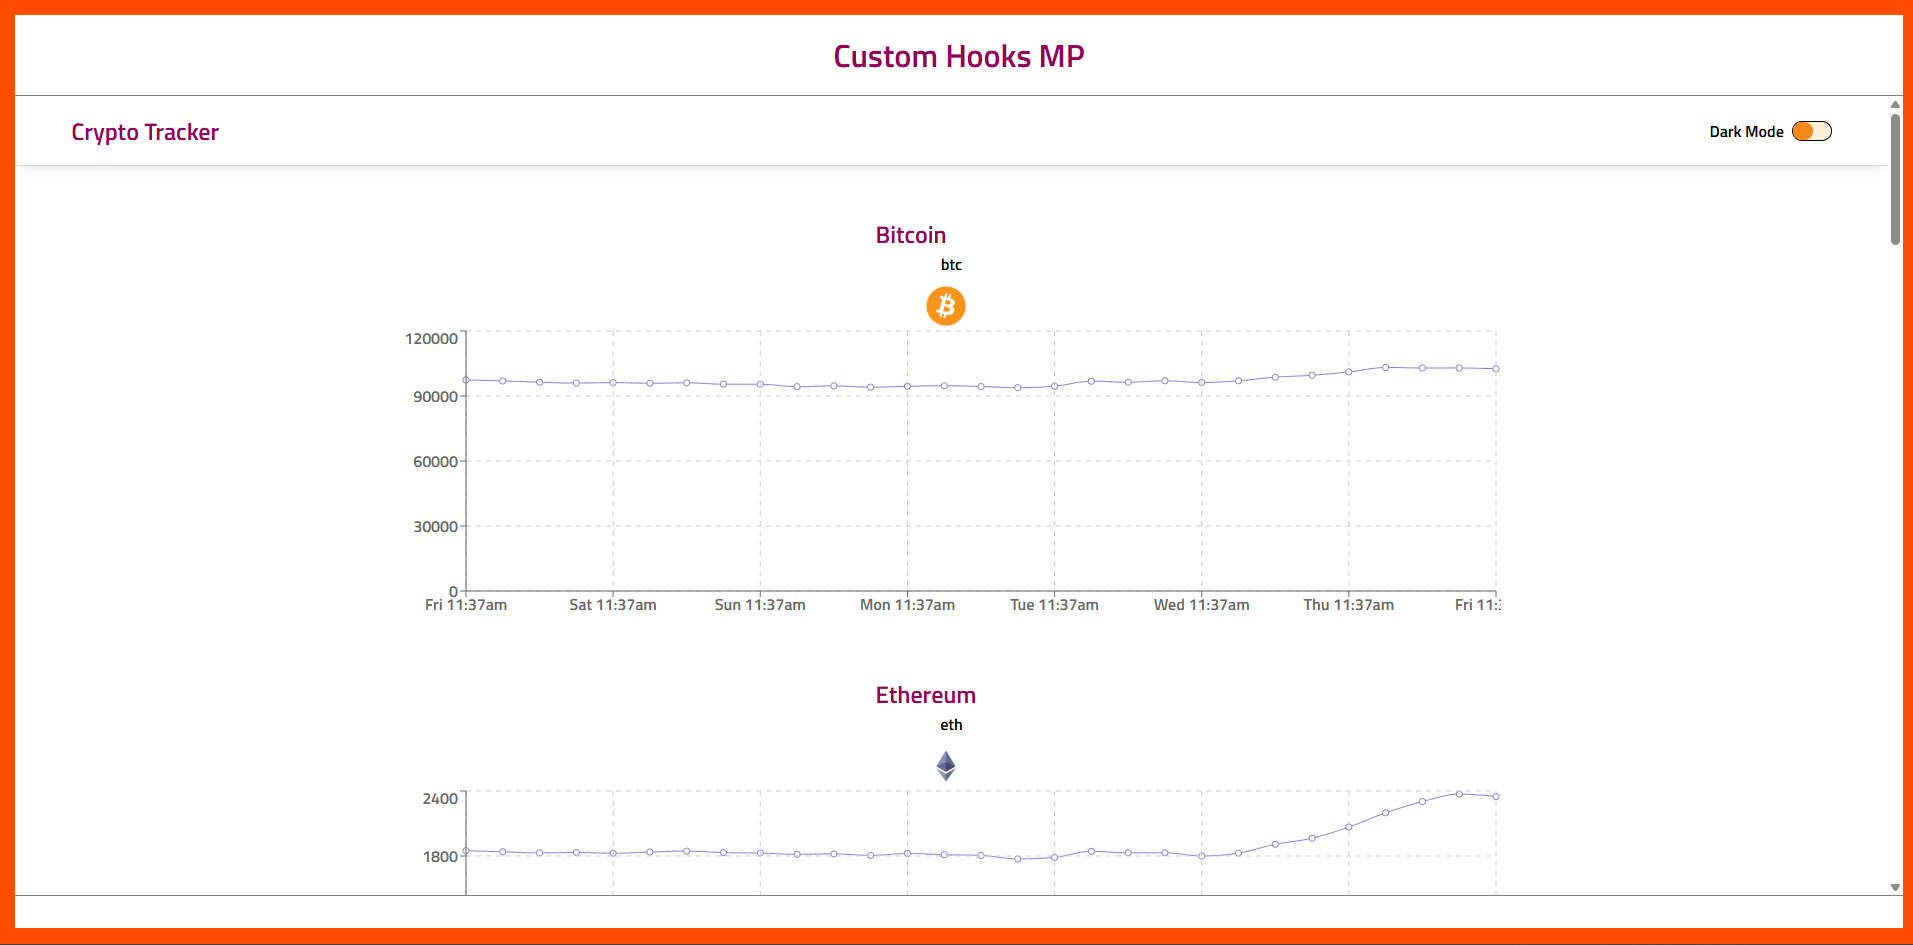 Custom Hooks MP
Crypto Tracker
Dark Mode
Bitcoin
btc
120000
90000
60000
30000
0
Fri 11:37am Sat 11:37am Sun 11:37am Mon 11:37am Tue 11:37am Wed 11:37am Thu 11:37am Fri 11:3
Ethereum
eth
2400
1800